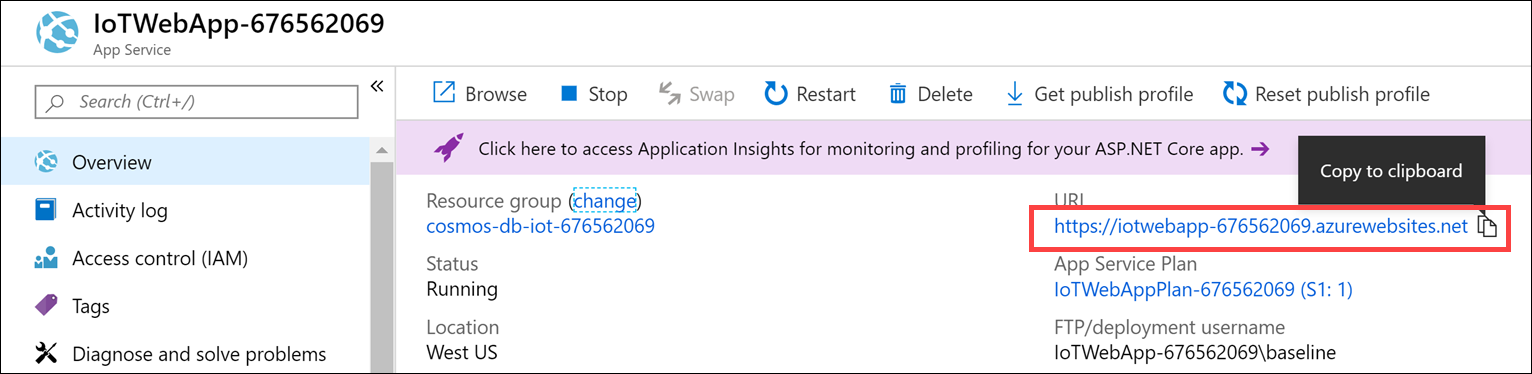 IoTWebApp-676562069
App Service
Search (Ctrl+/)
«
Overview
Activity log
Access control (IAM)
Tags
Diagnose and solve problems
Browse Stop Swap Restart Delete Get publish profile Reset publish profile
Click here to access Application Insights for monitoring and profiling for your ASP.NET Core app. →
Copy to clipboard
Resource group (change)
cosmos-db-iot-676562069
Status
Running
Location
West US
URL
https://iotwebapp-676562069.azurewebsites.net
App Service Plan
IoTWebAppPlan-676562069 (S1: 1)
FTP/deployment username
IoTWebApp-676562069\baseline